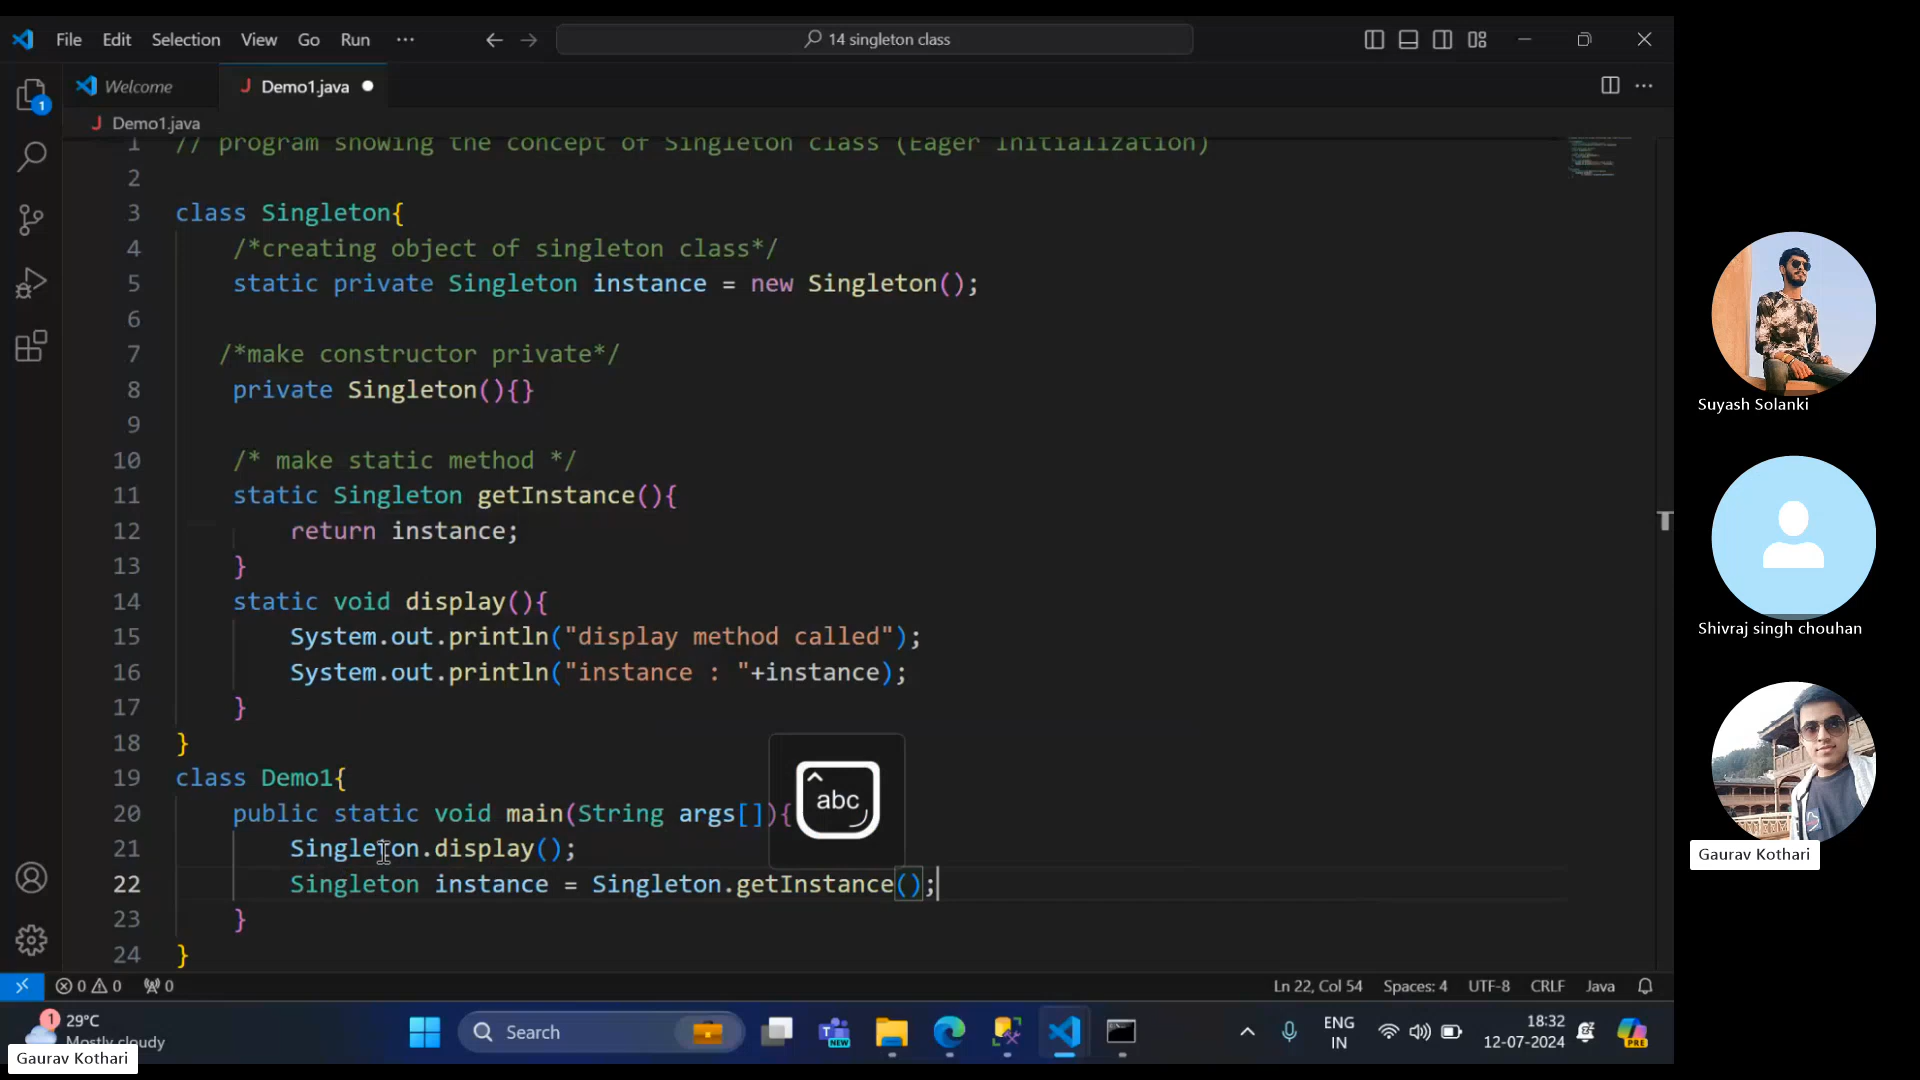 File Edit Selection View Go Run ··· 14 singleton class
Welcome Demo1.java
Demo1.java
1 // program showing the concept of Singleton class (Eager Initialization)
2
3 class Singleton{
4 /*creating object of singleton class*/
5 static private Singleton instance = new Singleton();
6
7 /*make constructor private*/
8 private Singleton(){}
9
10 /* make static method */
11 static Singleton getInstance(){
12 return instance;
13 }
14 static void display(){
15 System.out.println("display method called");
16 System.out.println("instance : "+instance);
17 }
18 }
19 class Demo1{
20 public static void main(String args[]){
21 Singleton.display();
22 Singleton instance = Singleton.getInstance();
23 }
24 }
abc
1
T
Suyash Solanki
Shivraj singh chouhan
Gaurav Kothari
0 0 0 Ln 22, Col 54 Spaces: 4 UTF-8 CRLF Java
1 29°C
Mostly cloudy
Search
NEW
ENG
IN
18:32
12-07-2024
PRE
Gaurav Kothari